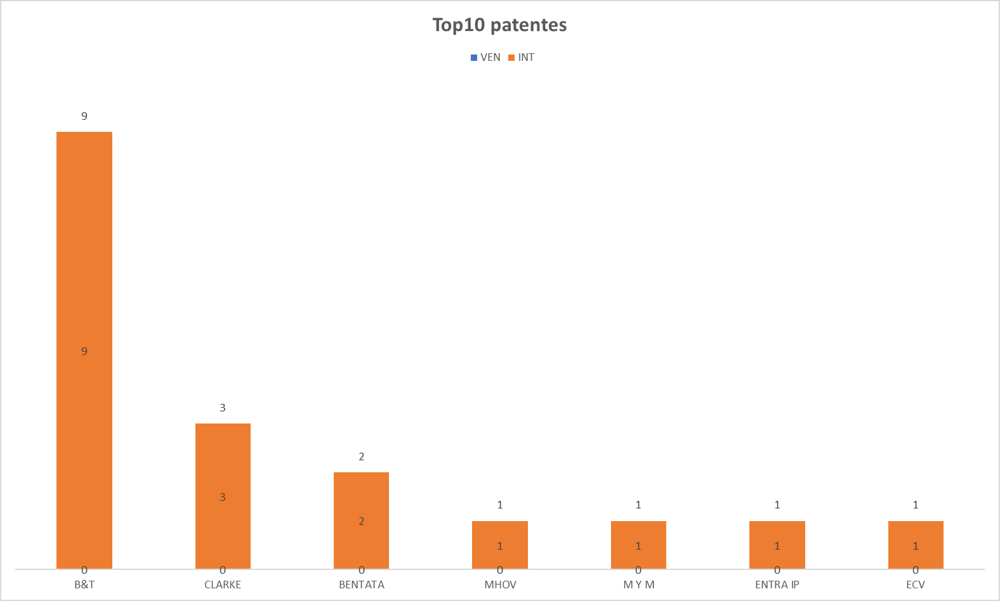 Top10 patentes
VEN INT
9
9
3
3
2
2
1 1 1 1
1 1 1 1
0 0 0 0 0 0 0
B&T CLARKE BENTATA MHOV M Y M ENTRA IP ECV